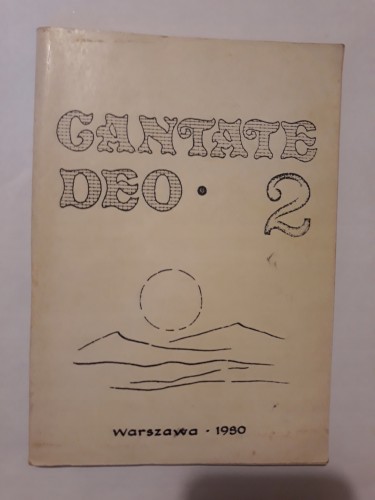 CANTATE
DEO • 2
Warszawa - 1980